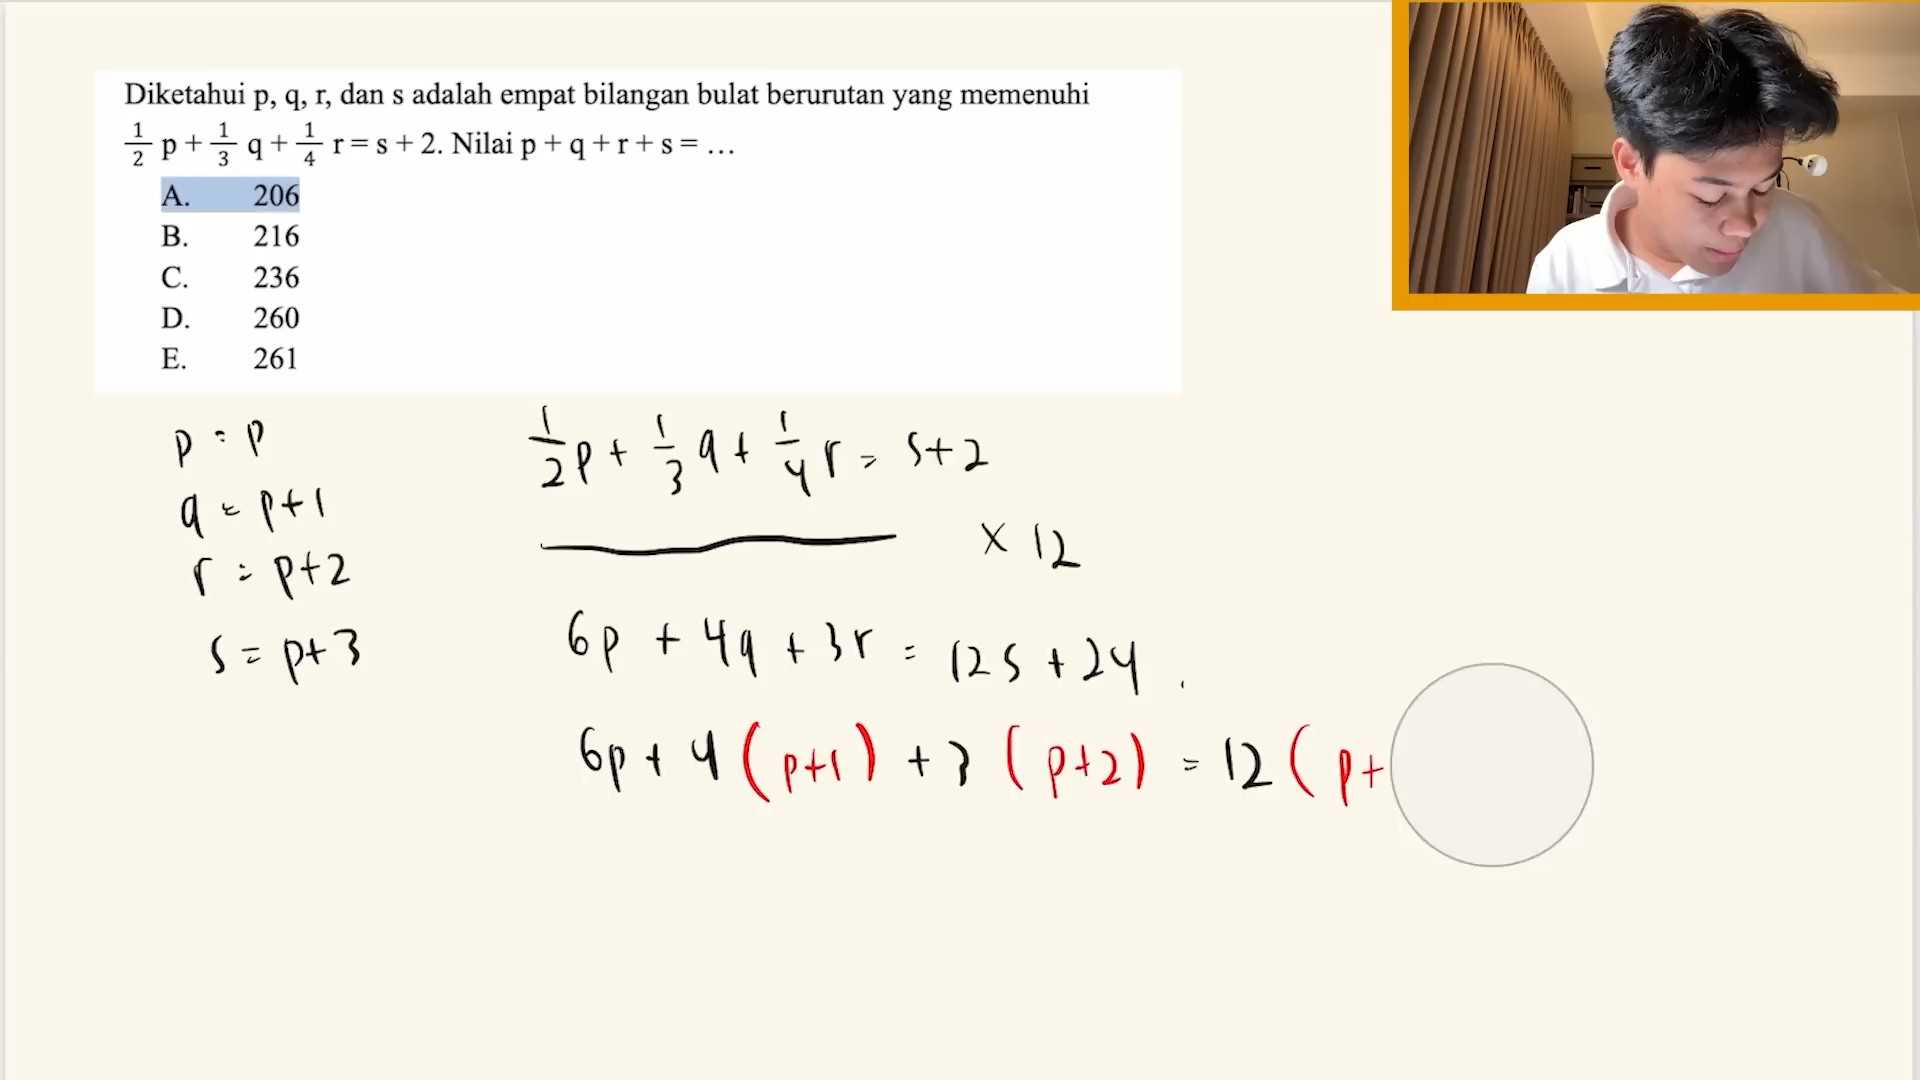 Diketahui p, q, r, dan s adalah empat bilangan bulat berurutan yang memenuhi
1/2 p + 1/3 q + 1/4 r = s + 2. Nilai p + q + r + s = …
A. 206
B. 216
C. 236
D. 260
E. 261
p = p
q = p+1
r = p+2
s = p+3
1/2 p + 1/3 q + 1/4 r = s+2
x 12
6p + 4q + 3r = 12s + 24
6p + 4 (p+1) + 3 (p+2) = 12 (p+